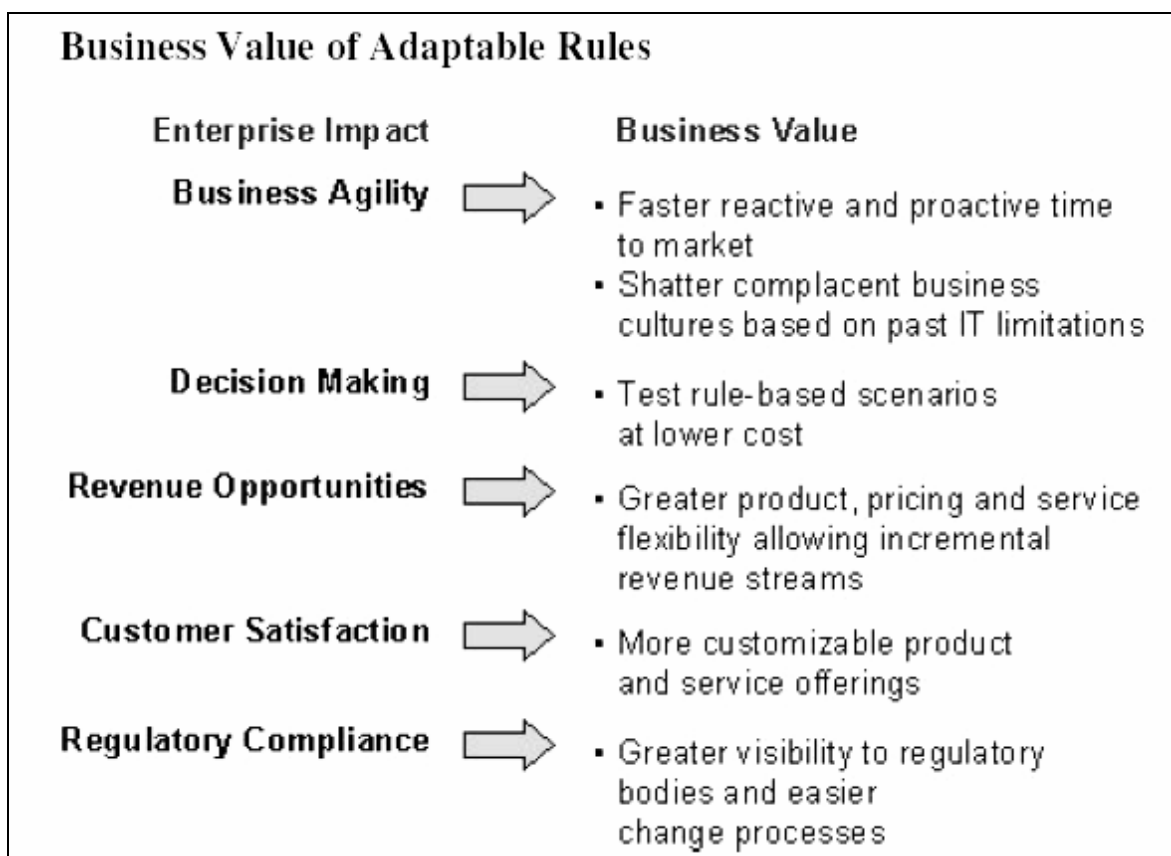 Business Value of Adaptable Rules
Enterprise Impact Business Value
Business Agility
▪ Faster reactive and proactive time
to market
▪ Shatter complacent business
cultures based on past IT limitations
Decision Making
▪ Test rule-based scenarios
at lower cost
Revenue Opportunities
▪ Greater product, pricing and service
flexibility allowing incremental
revenue streams
Customer Satisfaction
▪ More customizable product
and service offerings
Regulatory Compliance
▪ Greater visibility to regulatory
bodies and easier
change processes